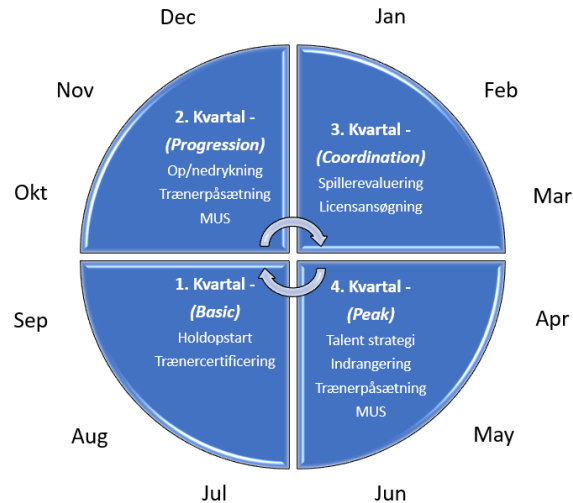 Dec
Jan
Nov
Feb
Okt
Mar
2. Kvartal -
(Progression)
Op/nedrykning
Trænerpåsætning
MUS
3. Kvartal -
(Coordination)
Spillerevaluering
Licensansøgning
1. Kvartal -
(Basic)
Holdopstart
Trænercertificering
4. Kvartal -
(Peak)
Talent strategi
Indrangering
Trænerpåsætning
MUS
Sep
Apr
Aug
May
Jul
Jun